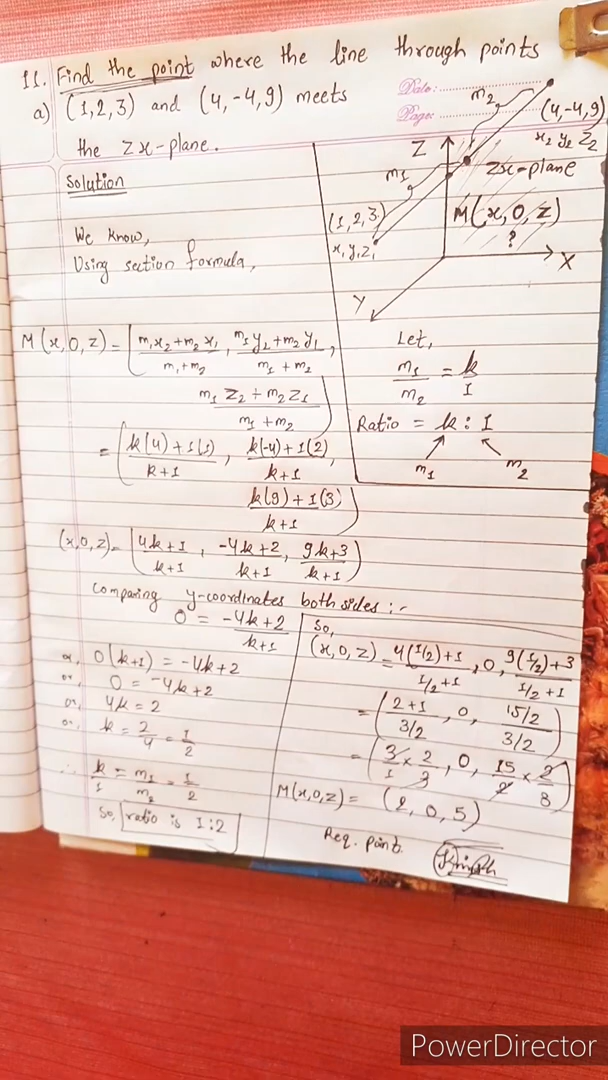 11. Find the point where the line through points
a) (1,2,3) and (4,-4,9) meets
the zx-plane.
Date:
Page:
Solution
We know,
Using section formula,
M(x,0,z) = (m₁x₂+m₂x₁/m₁+m₂, m₁y₂+m₂y₁/m₁+m₂,
m₁z₂+m₂z₁/m₁+m₂)
= (k(4)+1(1)/k+1, k(-4)+1(2)/k+1,
k(9)+1(3)/k+1)
(x,0,z) = (4k+1/k+1, -4k+2/k+1, 9k+3/k+1)
Comparing y-coordinates both sides :-
0 = -4k+2/k+1
or, 0(k+1) = -4k+2
or, 0 = -4k+2
or, 4k = 2
or, k = 2/4 = 1/2
∴ k/1 = m₁/m₂ = 1/2
So, ratio is 1:2
m₂
(4,-4,9)
x₂ y₂ z₂
Z
zx-plane
m₁
(1,2,3)
x₁ y₁ z₁
M(x,0,z)
?
X
Y
Let,
m₁/m₂ = k/1
Ratio = k : 1
m₁ m₂
So,
(x,0,z) = 4(1/2)+1/1/2+1, 0, 9(1/2)+3/1/2+1
= (2+1/3/2, 0, 15/2/3/2)
= (3/1 × 2/3, 0, 15/2 × 2/3)
M(x,0,z) = (2,0,5)
Req. point
PowerDirector